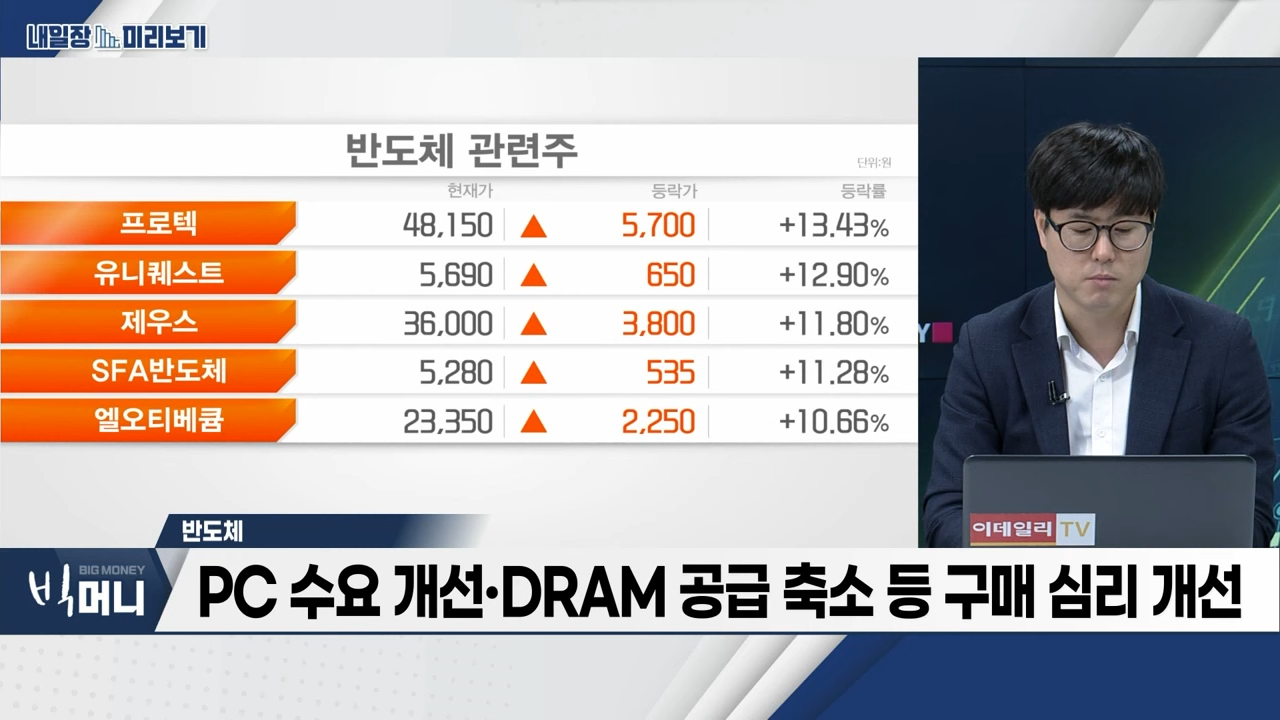 내일장 미리보기
반도체 관련주
단위:원
현재가 등락가 등락률
프로텍 48,150 ▲ 5,700 +13.43%
유니퀘스트 5,690 ▲ 650 +12.90%
제우스 36,000 ▲ 3,800 +11.80%
SFA반도체 5,280 ▲ 535 +11.28%
엘오티베큠 23,350 ▲ 2,250 +10.66%
Y
이데일리 TV
반도체
BIG MONEY
빅머니
PC 수요 개선·DRAM 공급 축소 등 구매 심리 개선